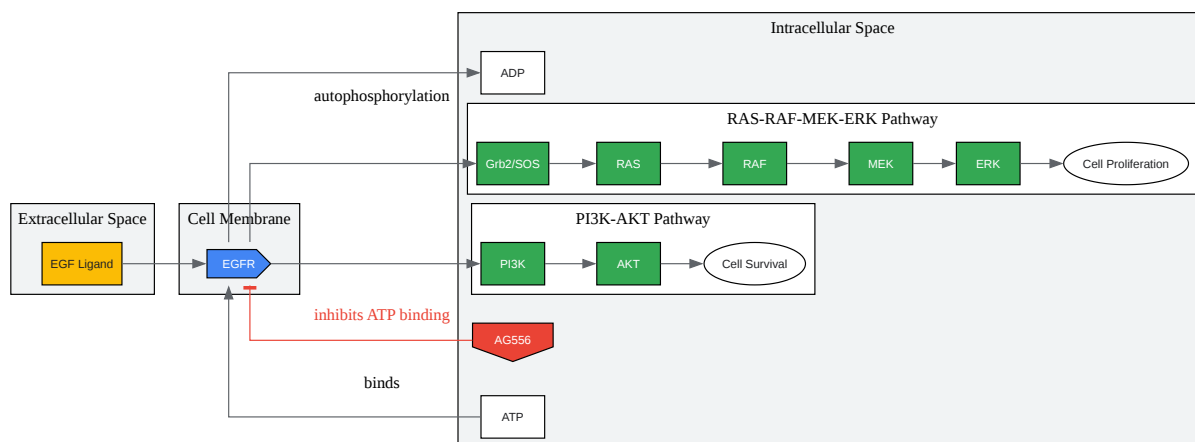 Intracellular Space
ADP
autophosphorylation
RAS-RAF-MEK-ERK Pathway
Grb2/SOS
RAS
RAF
MEK
ERK
Cell Proliferation
Extracellular Space
Cell Membrane
PI3K-AKT Pathway
EGF Ligand
EGFR
PI3K
AKT
Cell Survival
inhibits ATP binding
AG556
binds
ATP